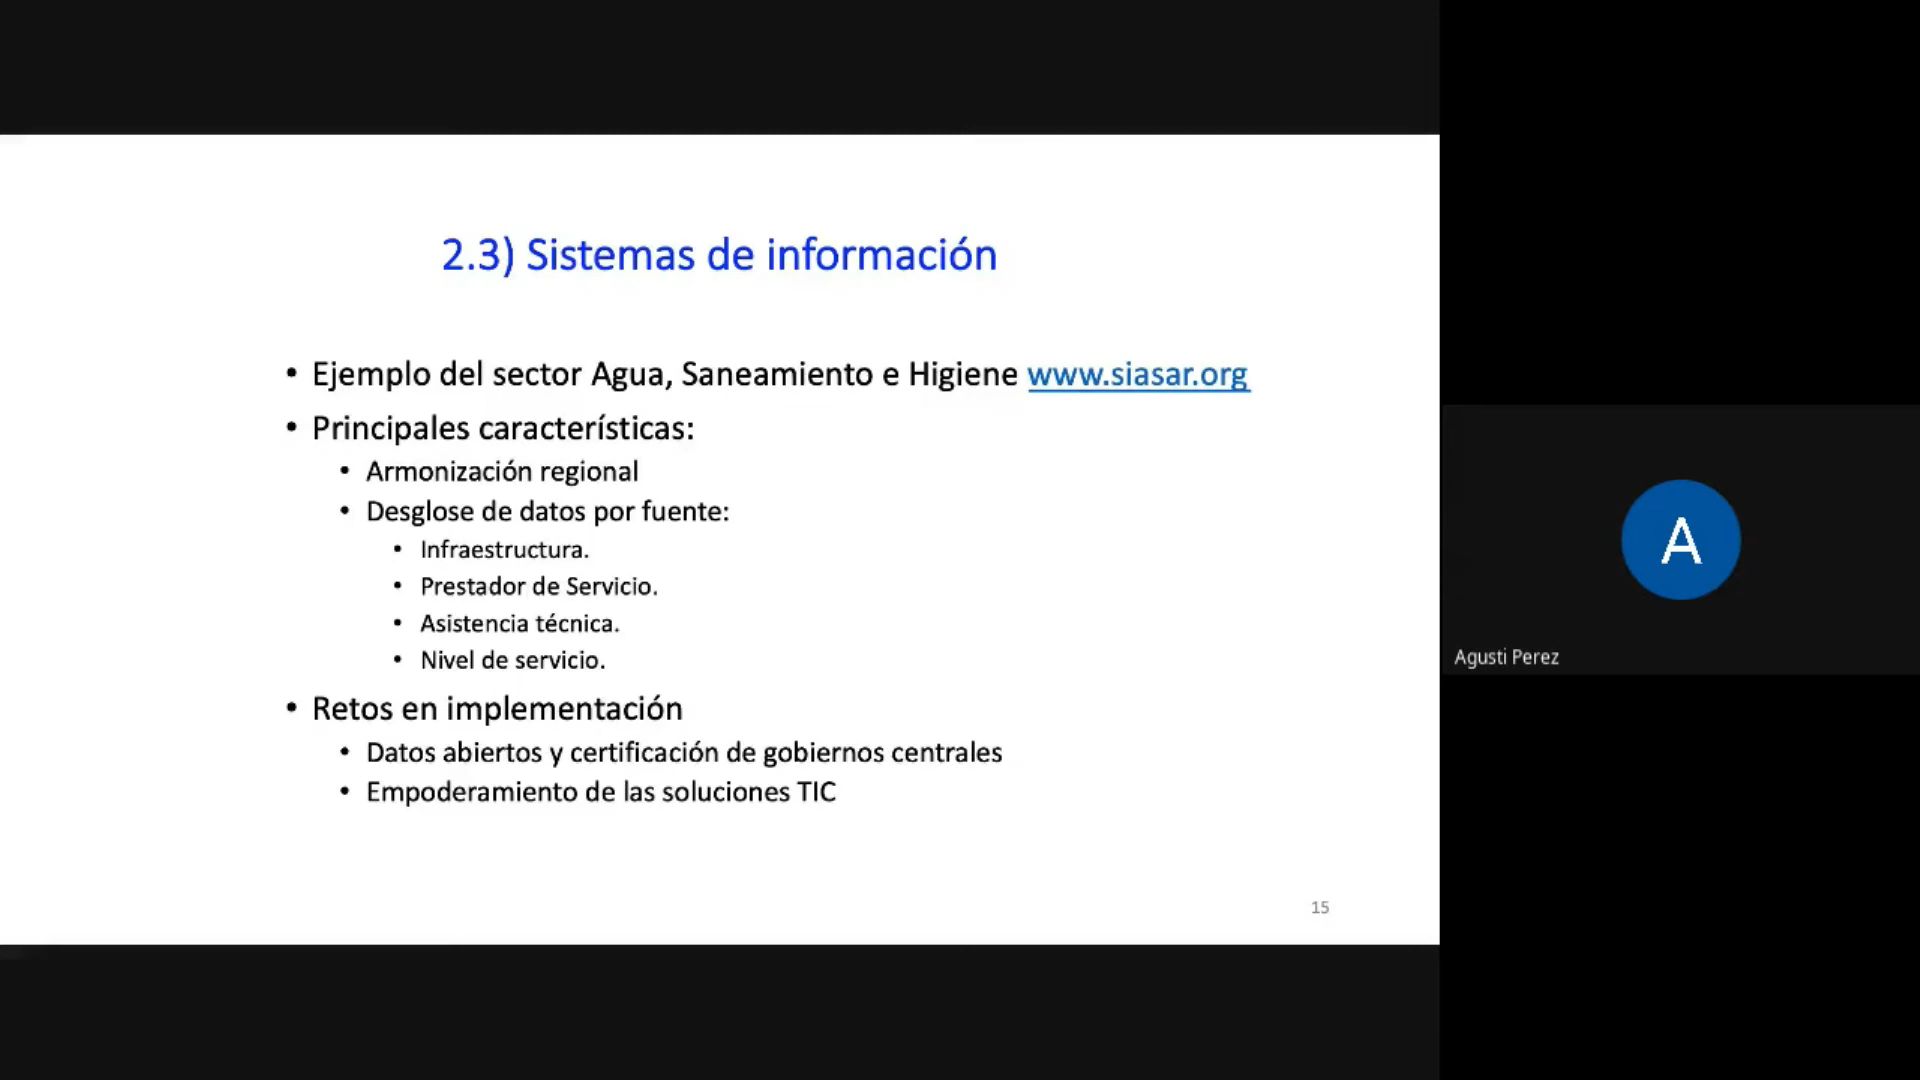 2.3) Sistemas de información
• Ejemplo del sector Agua, Saneamiento e Higiene www.siasar.org
• Principales características:
• Armonización regional
• Desglose de datos por fuente:
• Infraestructura.
• Prestador de Servicio.
• Asistencia técnica.
• Nivel de servicio.
• Retos en implementación
• Datos abiertos y certificación de gobiernos centrales
• Empoderamiento de las soluciones TIC
15
A
Agusti Perez